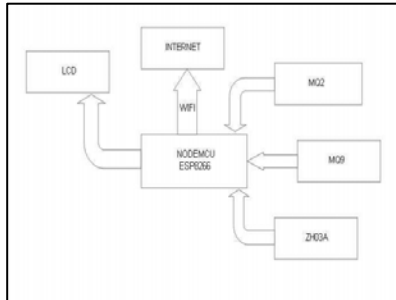 INTERNET
LCD
MQ2
WIFI
NODEMCU
ESP8266
MQ9
ZH03A